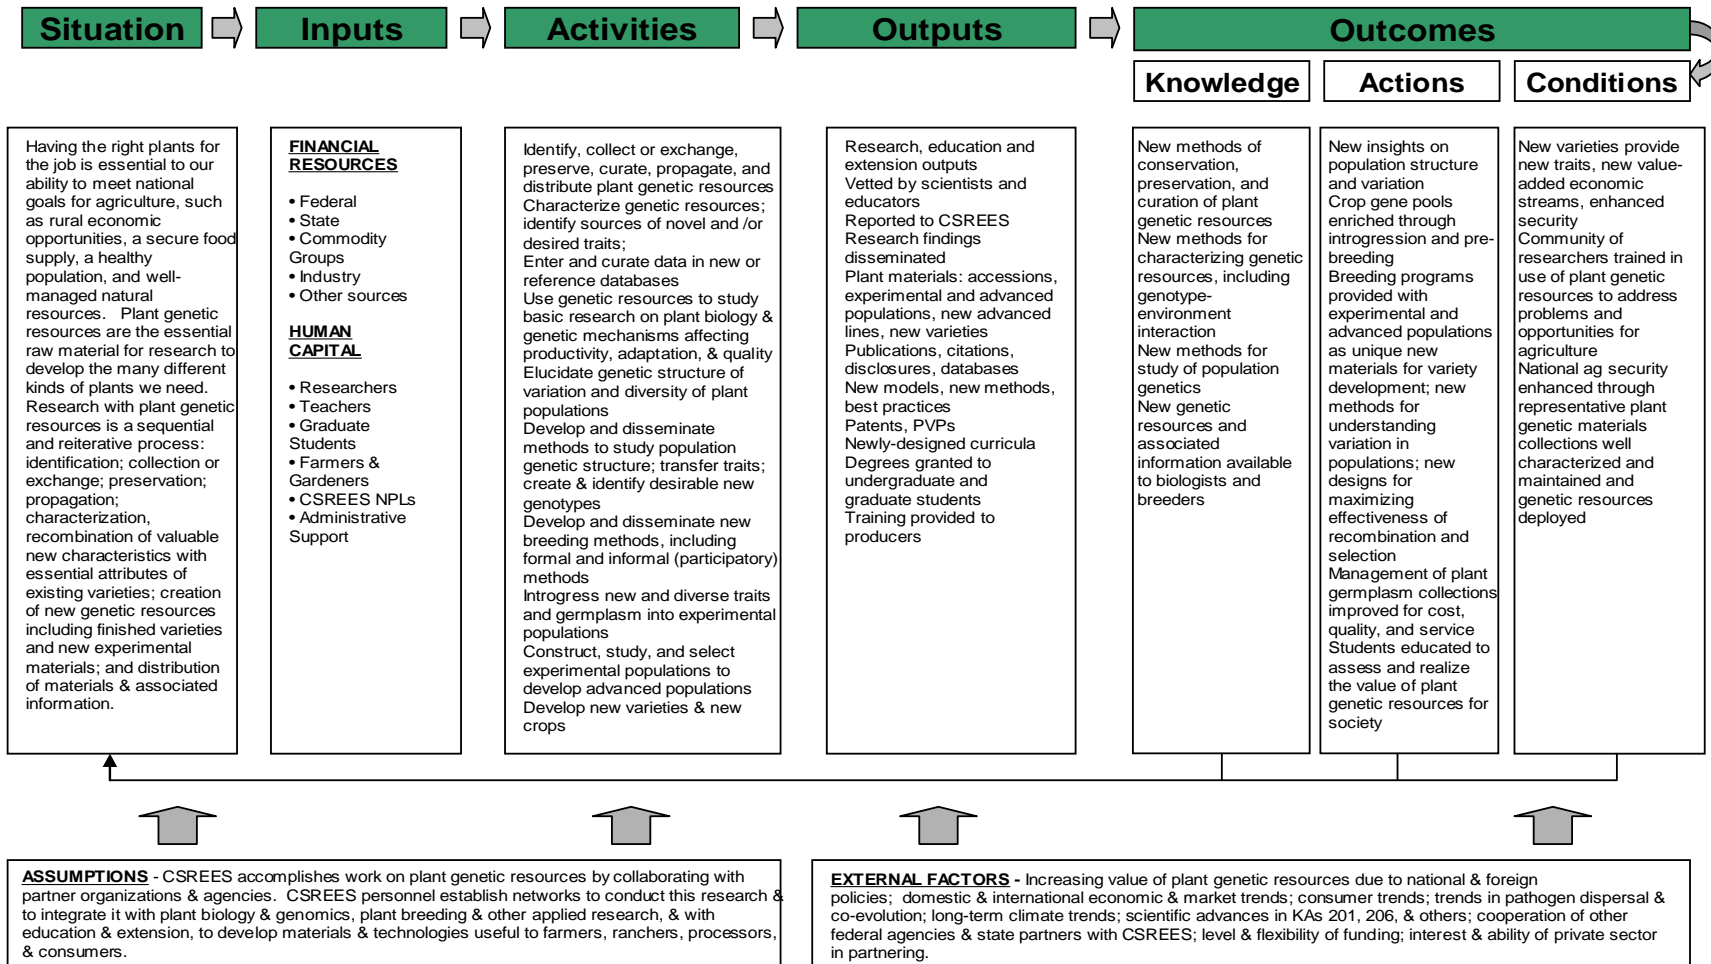 Situation
Inputs
Activities
Outputs
Outcomes
Knowledge
Actions
Conditions
Having the right plants for
the job is essential to our
ability to meet national
goals for agriculture, such
as rural economic
opportunities, a secure food
supply, a healthy
population, and well-
managed natural
resources.   Plant genetic
resources are the essential
raw material for research to
develop the many different
kinds of plants we need.
Research with plant genetic
resources is a sequential
and reiterative process:
identification; collection or
exchange; preservation;
propagation;
characterization,
recombination of valuable
new characteristics with
essential attributes of
existing varieties; creation
of new genetic resources
including finished varieties
and new experimental
materials; and distribution
of materials & associated
information.
FINANCIAL
RESOURCES
• Federal
• State
• Commodity
Groups
• Industry
• Other sources
HUMAN
CAPITAL
• Researchers
• Teachers
• Graduate
Students
• Farmers &
Gardeners
• CSREES NPLs
• Administrative
Support
Identify, collect or exchange,
preserve, curate, propagate, and
distribute plant genetic resources
Characterize genetic resources;
identify sources of novel and /or
desired traits;
Enter and curate data in new or
reference databases
Use genetic resources to study
basic research on plant biology &
genetic mechanisms affecting
productivity, adaptation, & quality
Elucidate genetic structure of
variation and diversity of plant
populations
Develop and disseminate
methods to study population
genetic structure; transfer traits;
create & identify desirable new
genotypes
Develop and disseminate new
breeding methods, including
formal and informal (participatory)
methods
Introgress new and diverse traits
and germplasm into experimental
populations
Construct, study, and select
experimental populations to
develop advanced populations
Develop new varieties & new
crops
Research, education and
extension outputs
Vetted by scientists and
educators
Reported to CSREES
Research findings
disseminated
Plant materials: accessions,
experimental and advanced
populations, new advanced
lines, new varieties
Publications, citations,
disclosures, databases
New models, new methods,
best practices
Patents, PVPs
Newly-designed curricula
Degrees granted to
undergraduate and
graduate students
Training provided to
producers
New methods of
conservation,
preservation, and
curation of plant
genetic resources
New methods for
characterizing genetic
resources, including
genotype-
environment
interaction
New methods for
study of population
genetics
New genetic
resources and
associated
information available
to biologists and
breeders
New insights on
population structure
and variation
Crop gene pools
enriched through
introgression and pre-
breeding
Breeding programs
provided with
experimental and
advanced populations
as unique new
materials for variety
development; new
methods for
understanding
variation in
populations; new
designs for
maximizing
effectiveness of
recombination and
selection
Management of plant
germplasm collections
improved for cost,
quality, and service
Students educated to
assess and realize
the value of plant
genetic resources for
society
New varieties provide
new traits, new value-
added economic
streams, enhanced
security
Community of
researchers trained in
use of plant genetic
resources to address
problems and
opportunities for
agriculture
National ag security
enhanced through
representative plant
genetic materials
collections well
characterized and
maintained and
genetic resources
deployed
ASSUMPTIONS - CSREES accomplishes work on plant genetic resources by collaborating with
partner organizations & agencies.  CSREES personnel establish networks to conduct this research &
to integrate it with plant biology & genomics, plant breeding & other applied research, & with
education & extension, to develop materials & technologies useful to farmers, ranchers, processors,
& consumers.
EXTERNAL FACTORS - Increasing value of plant genetic resources due to national & foreign
policies;  domestic & international economic & market trends; consumer trends; trends in pathogen dispersal &
co-evolution; long-term climate trends; scientific advances in KAs 201, 206, & others; cooperation of other
federal agencies & state partners with CSREES; level & flexibility of funding; interest & ability of private sector
in partnering.